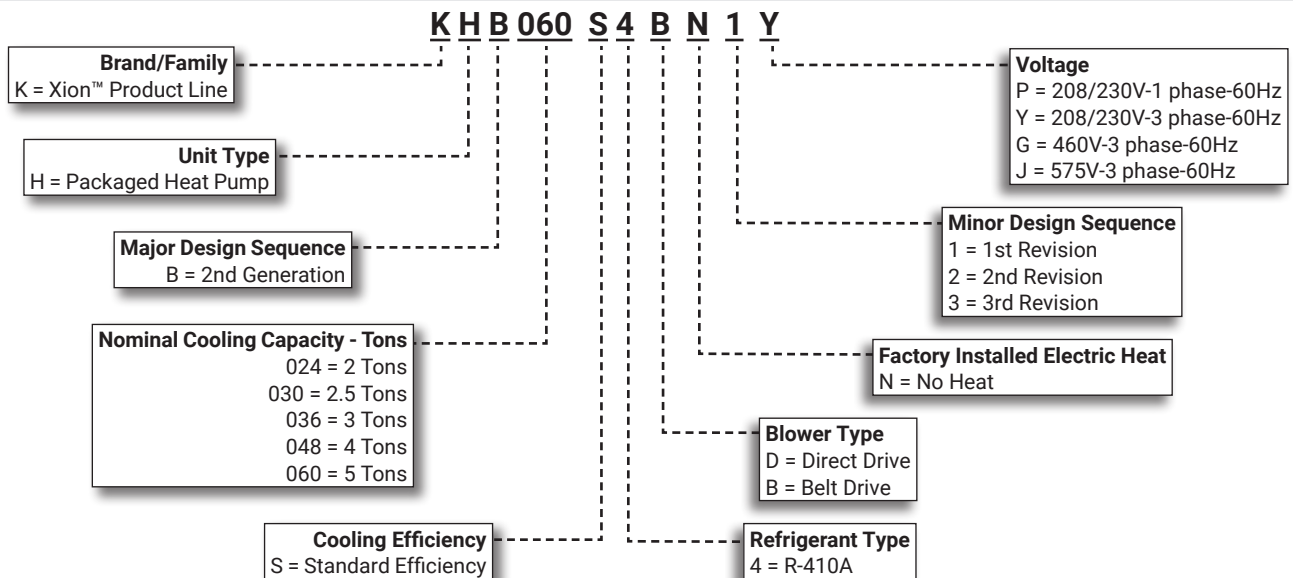 K H B 060 S 4 B N 1 Y
Brand/Family
K = Xion™ Product Line
Unit Type
H = Packaged Heat Pump
Major Design Sequence
B = 2nd Generation
Nominal Cooling Capacity - Tons
024 = 2 Tons
030 = 2.5 Tons
036 = 3 Tons
048 = 4 Tons
060 = 5 Tons
Cooling Efficiency
S = Standard Efficiency
Voltage
P = 208/230V-1 phase-60Hz
Y = 208/230V-3 phase-60Hz
G = 460V-3 phase-60Hz
J = 575V-3 phase-60Hz
Minor Design Sequence
1 = 1st Revision
2 = 2nd Revision
3 = 3rd Revision
Factory Installed Electric Heat
N = No Heat
Blower Type
D = Direct Drive
B = Belt Drive
Refrigerant Type
4 = R-410A